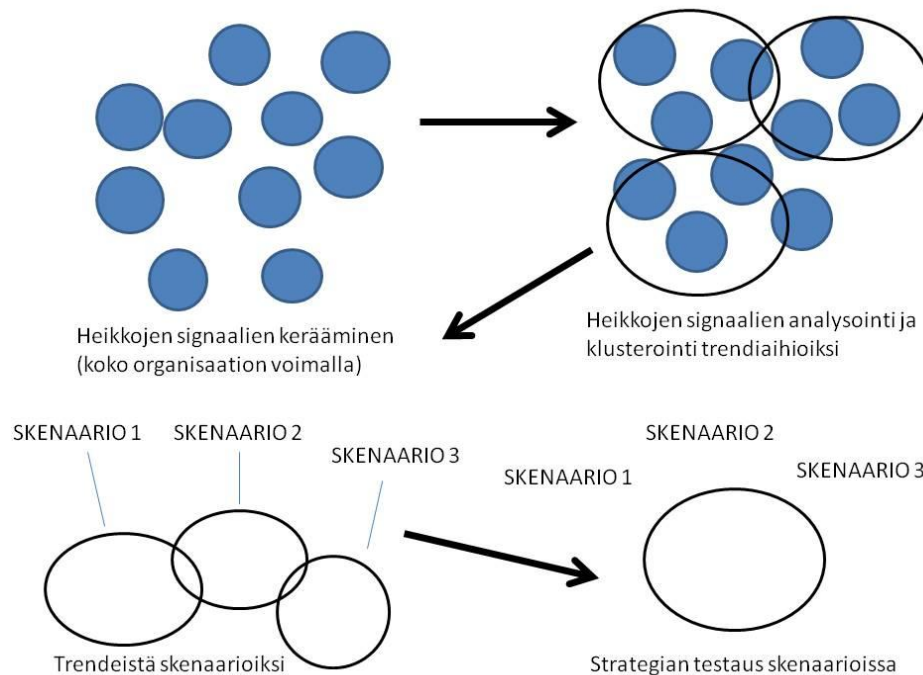 Heikkojen signaalien kerääminen
(koko organisaation voimalla)
Heikkojen signaalien analysointi ja
klusterointi trendiaihioiksi
SKENAARIO 1
SKENAARIO 2
SKENAARIO 3
Trendeistä skenaarioiksi
SKENAARIO 1
SKENAARIO 2
SKENAARIO 3
Strategian testaus skenaarioissa